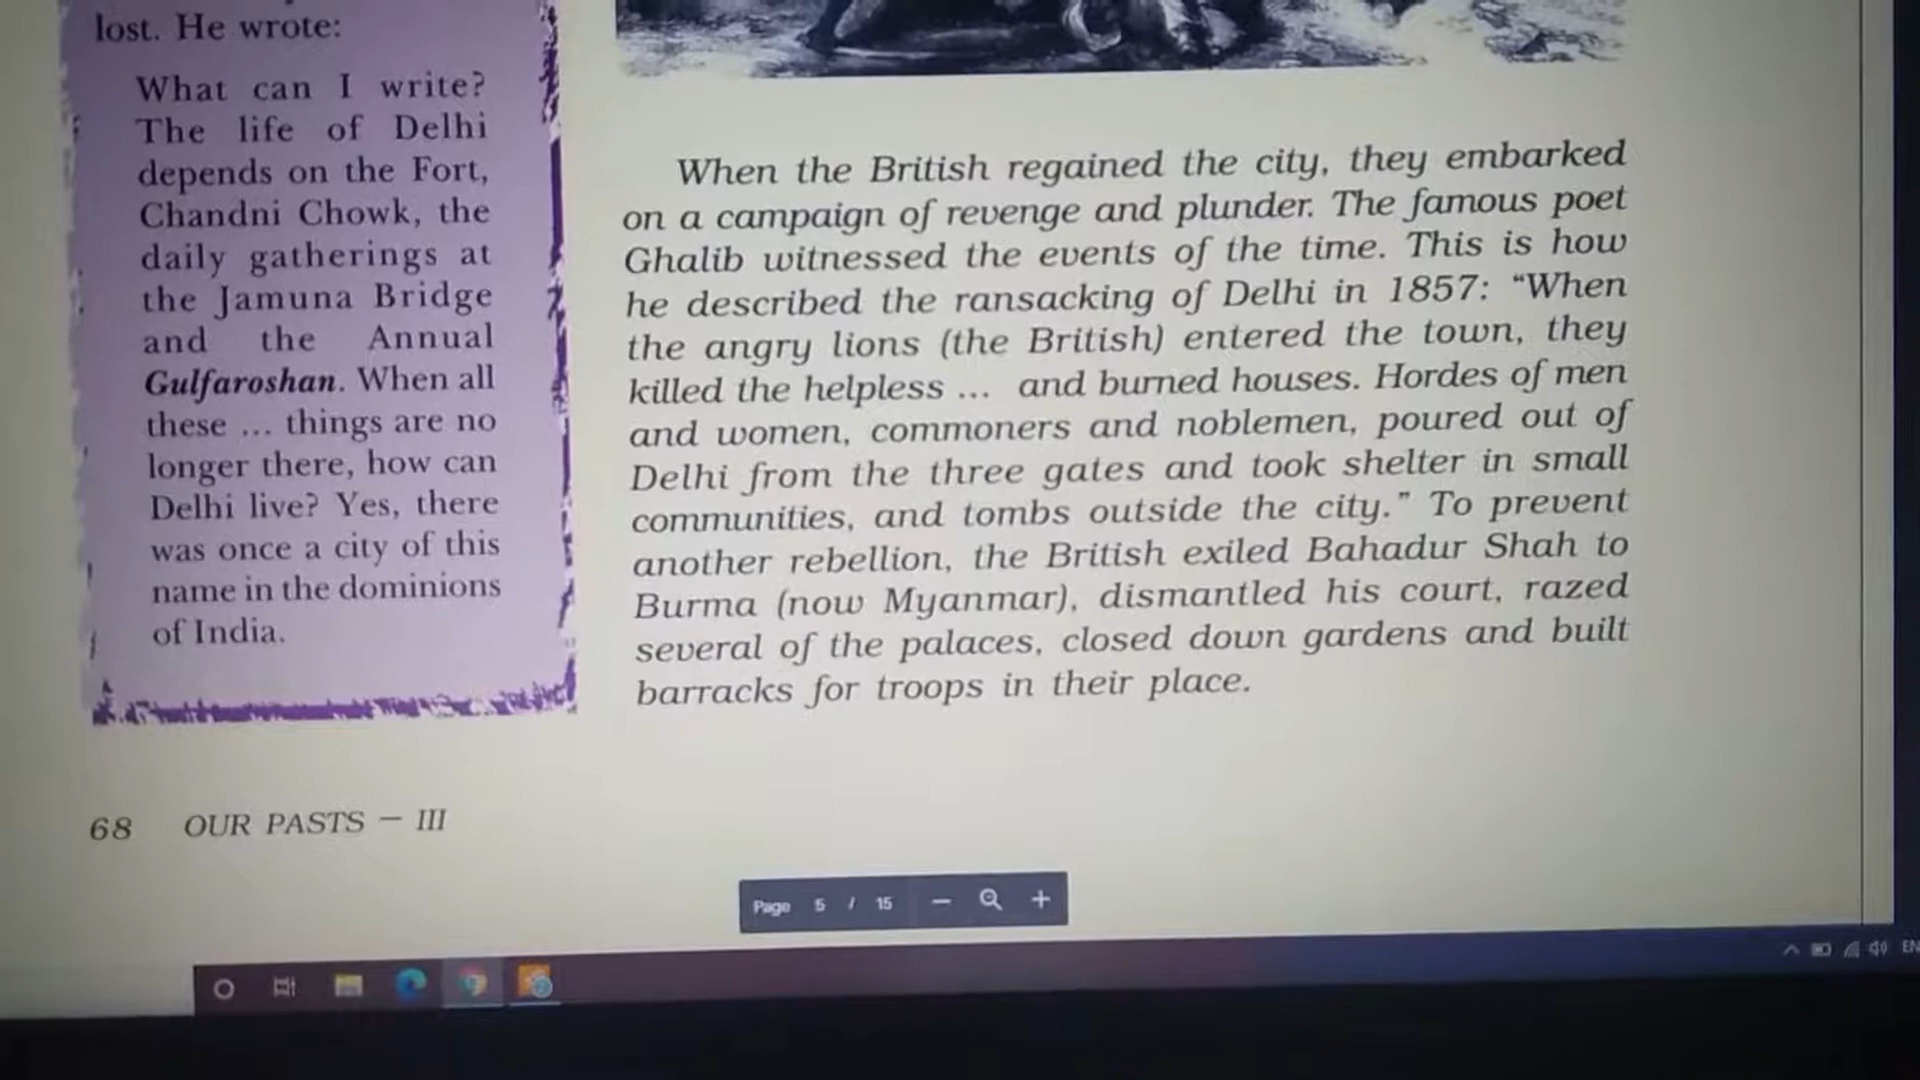 lost. He wrote:
What can I write?
The life of Delhi
depends on the Fort,
Chandni Chowk, the
daily gatherings at
the Jamuna Bridge
and the Annual
Gulfaroshan. When all
these ... things are no
longer there, how can
Delhi live? Yes, there
was once a city of this
name in the dominions
of India.
When the British regained the city, they embarked
on a campaign of revenge and plunder. The famous poet
Ghalib witnessed the events of the time. This is how
he described the ransacking of Delhi in 1857: “When
the angry lions (the British) entered the town, they
killed the helpless ... and burned houses. Hordes of men
and women, commoners and noblemen, poured out of
Delhi from the three gates and took shelter in small
communities, and tombs outside the city.” To prevent
another rebellion, the British exiled Bahadur Shah to
Burma (now Myanmar), dismantled his court, razed
several of the palaces, closed down gardens and built
barracks for troops in their place.
68 OUR PASTS — III
Page 5 / 15
EN